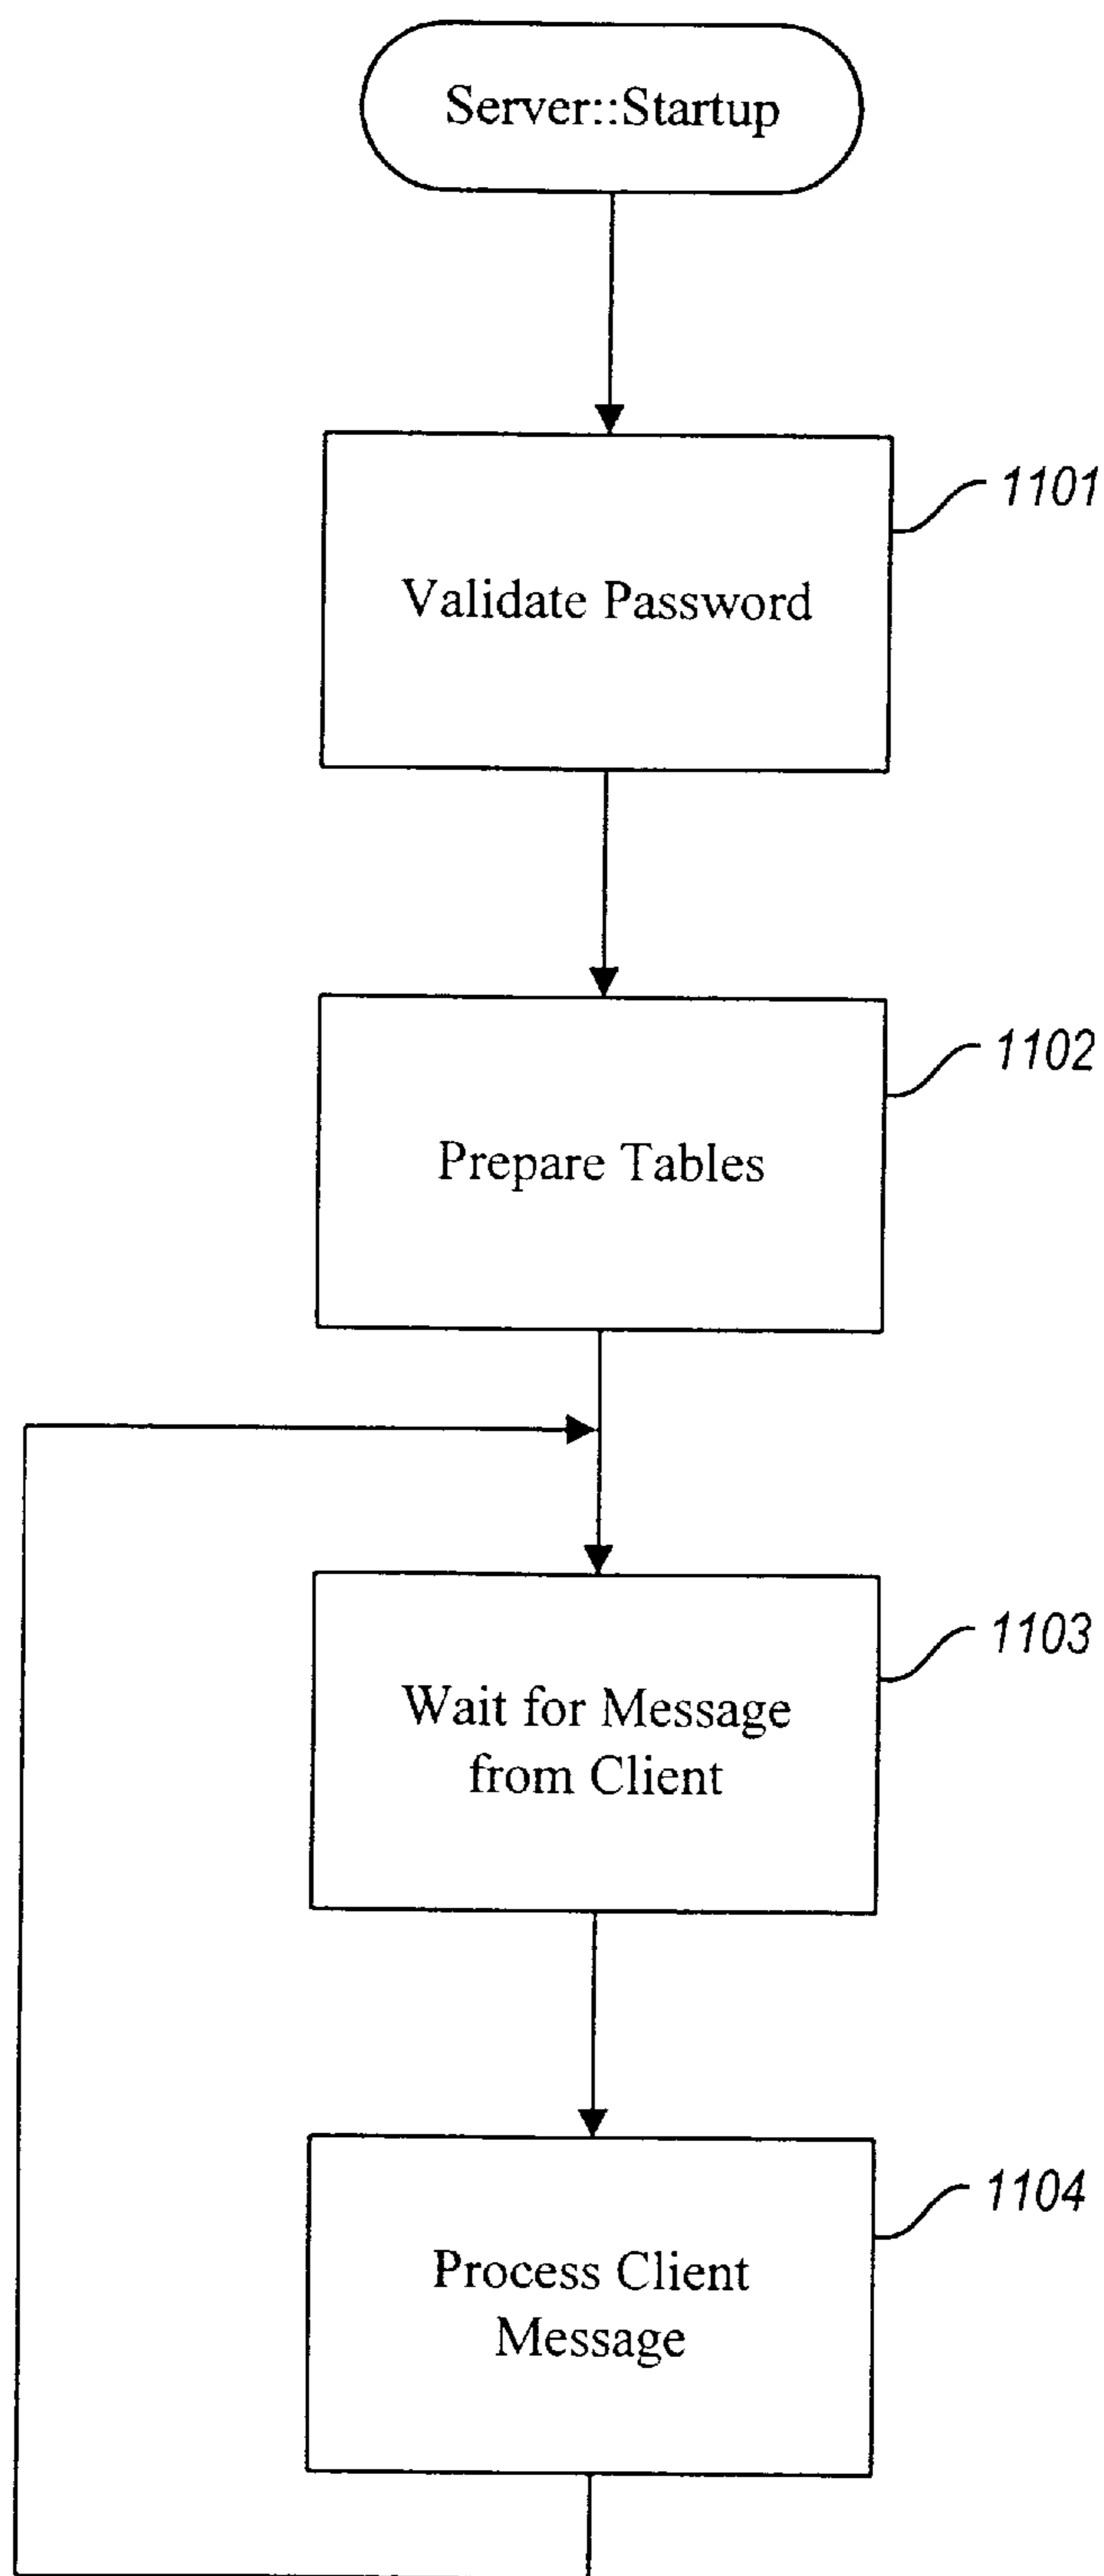 Server::Startup
1101
Validate Password
1102
Prepare Tables
1103
Wait for Message
from Client
1104
Process Client
Message